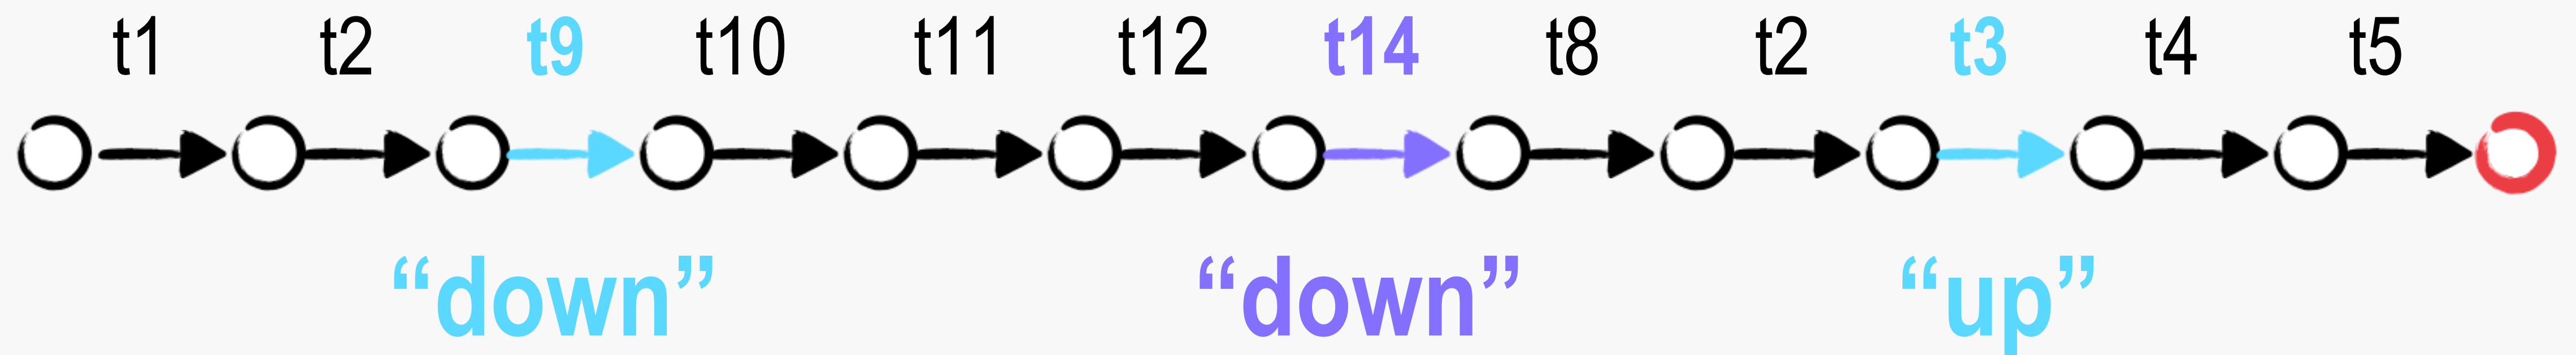 t1 t2 t9 t10 t11 t12 t14 t8 t2 t3 t4 t5
“down” “down” “up”